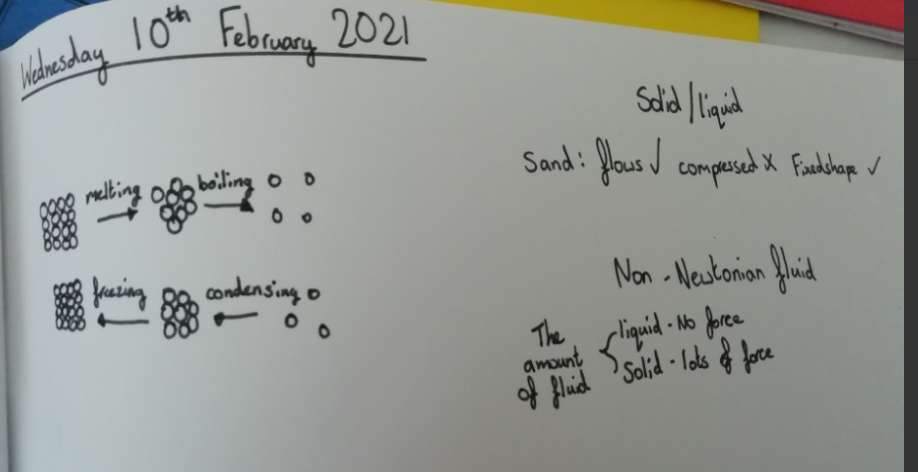 Wednesday 10th February 2021
melting boiling
freezing condensing
Solid/liquid
Sand: flows ✓ compressed X Fixedshape ✓
Non-Newtonian fluid
The amount of fluid
liquid - No force
Solid - lots of force